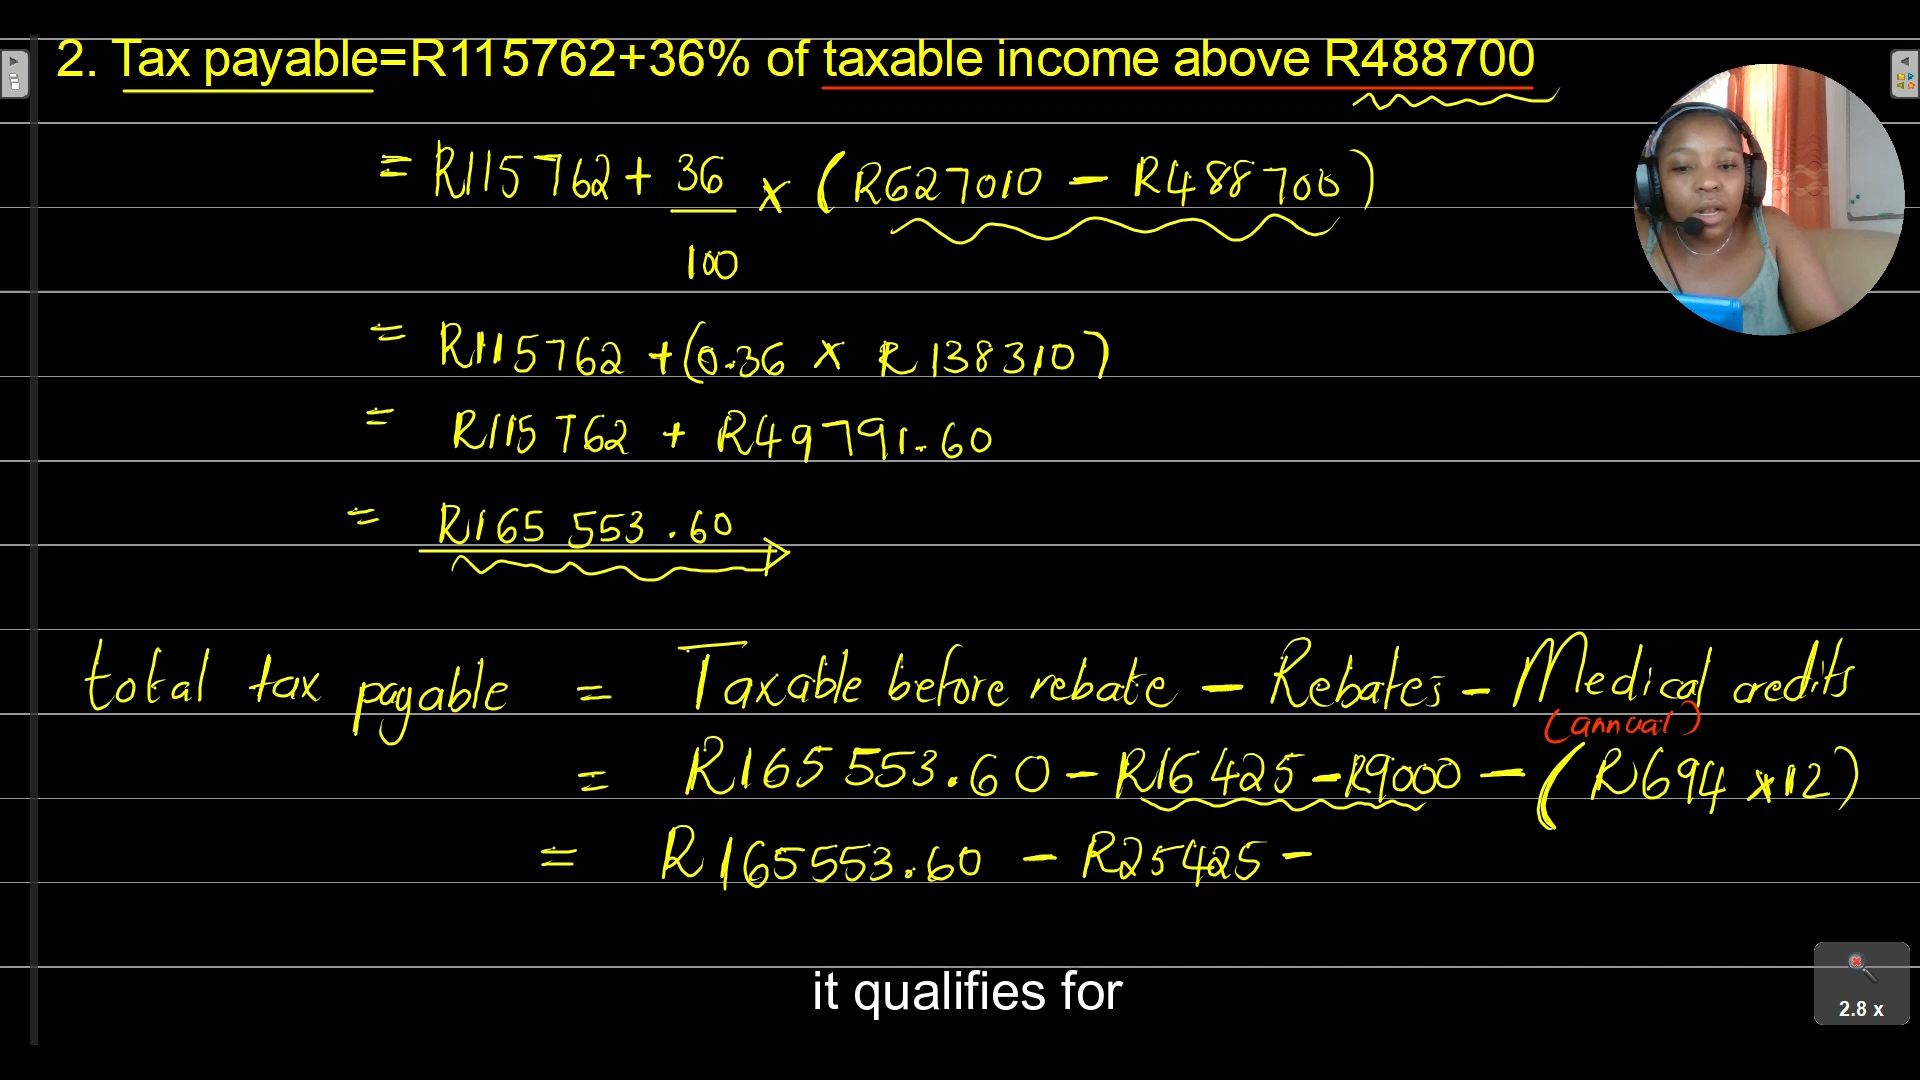 2. Tax payable=R115762+36% of taxable income above R488700
= R115762 + 36/100 x (R627010 - R488700)
= R115762 + (0.36 x R138310)
= R115762 + R49791.60
= R165 553.60
total tax payable = Taxable before rebate - Rebates - Medical credits
(annual)
= R165 553.60 - R16 425 - R9000 - (R694 x 12)
= R165553.60 - R25425 -
it qualifies for
2.8 x